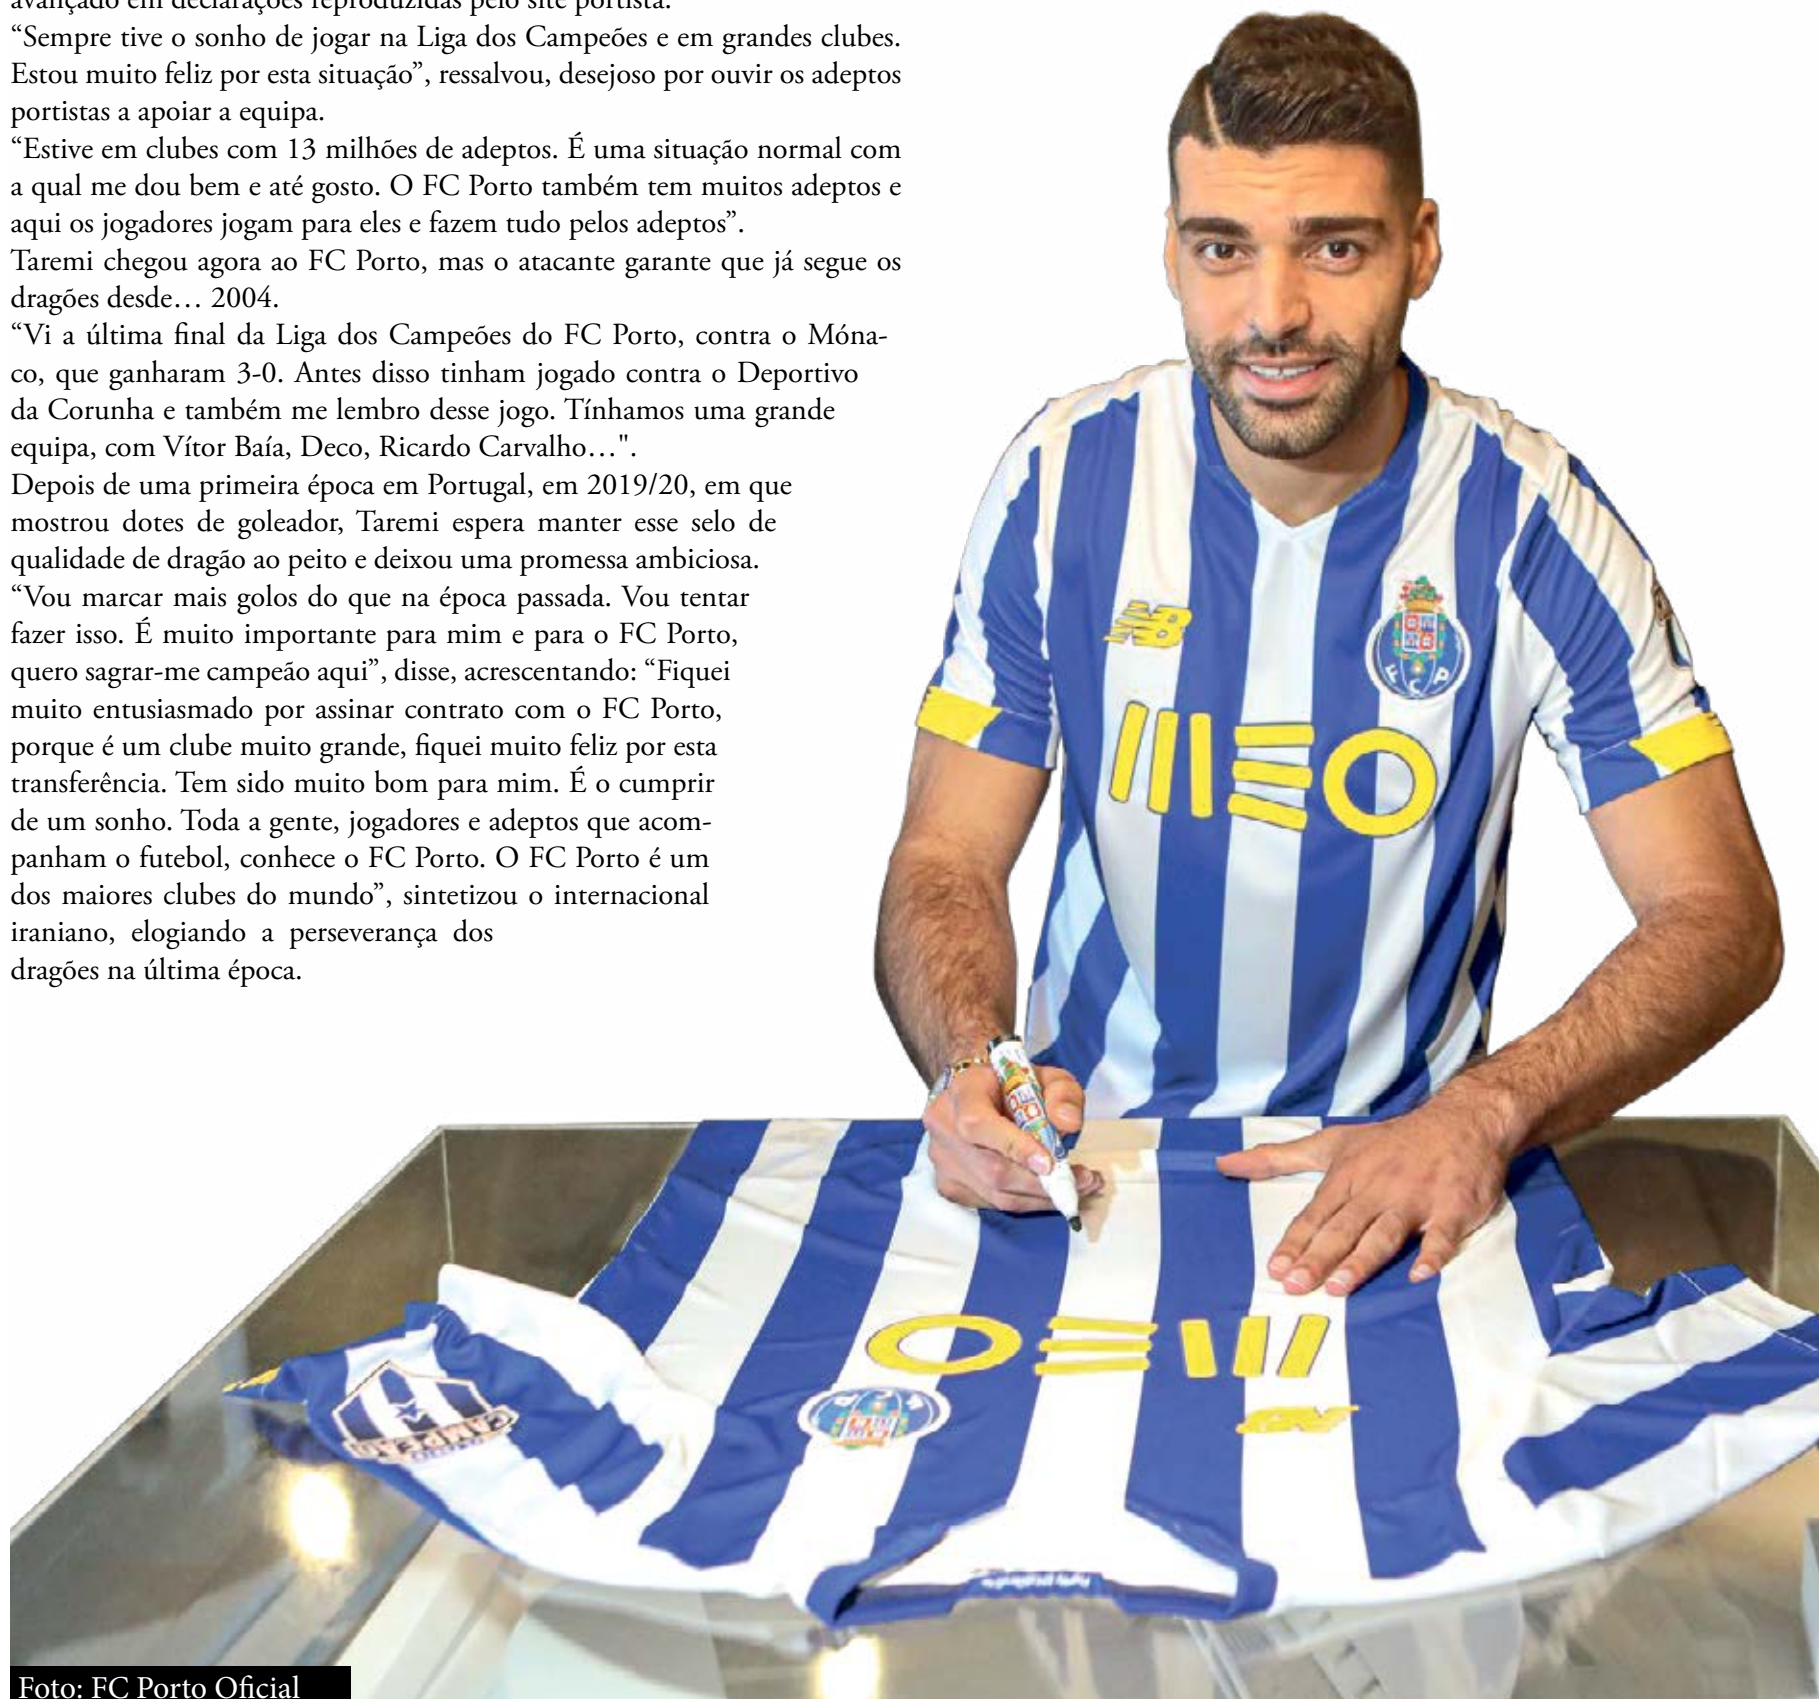 avançado em declarações reproduzidas pelo site portista.
“Sempre tive o sonho de jogar na Liga dos Campeões e em grandes clubes.
Estou muito feliz por esta situação”, ressalvou, desejoso por ouvir os adeptos
portistas a apoiar a equipa.
“Estive em clubes com 13 milhões de adeptos. É uma situação normal com
a qual me dou bem e até gosto. O FC Porto também tem muitos adeptos e
aqui os jogadores jogam para eles e fazem tudo pelos adeptos”.
Taremi chegou agora ao FC Porto, mas o atacante garante que já segue os
dragões desde… 2004.
“Vi a última final da Liga dos Campeões do FC Porto, contra o Móna-
co, que ganharam 3-0. Antes disso tinham jogado contra o Deportivo
da Corunha e também me lembro desse jogo. Tínhamos uma grande
equipa, com Vítor Baía, Deco, Ricardo Carvalho…".
Depois de uma primeira época em Portugal, em 2019/20, em que
mostrou dotes de goleador, Taremi espera manter esse selo de
qualidade de dragão ao peito e deixou uma promessa ambiciosa.
“Vou marcar mais golos do que na época passada. Vou tentar
fazer isso. É muito importante para mim e para o FC Porto,
quero sagrar-me campeão aqui”, disse, acrescentando: “Fiquei
muito entusiasmado por assinar contrato com o FC Porto,
porque é um clube muito grande, fiquei muito feliz por esta
transferência. Tem sido muito bom para mim. É o cumprir
de um sonho. Toda a gente, jogadores e adeptos que acom-
panham o futebol, conhece o FC Porto. O FC Porto é um
dos maiores clubes do mundo”, sintetizou o internacional
iraniano, elogiando a perseverança dos
dragões na última época.
NB
FCP
MEO
MEO
CAMPEÃO
Foto: FC Porto Oficial